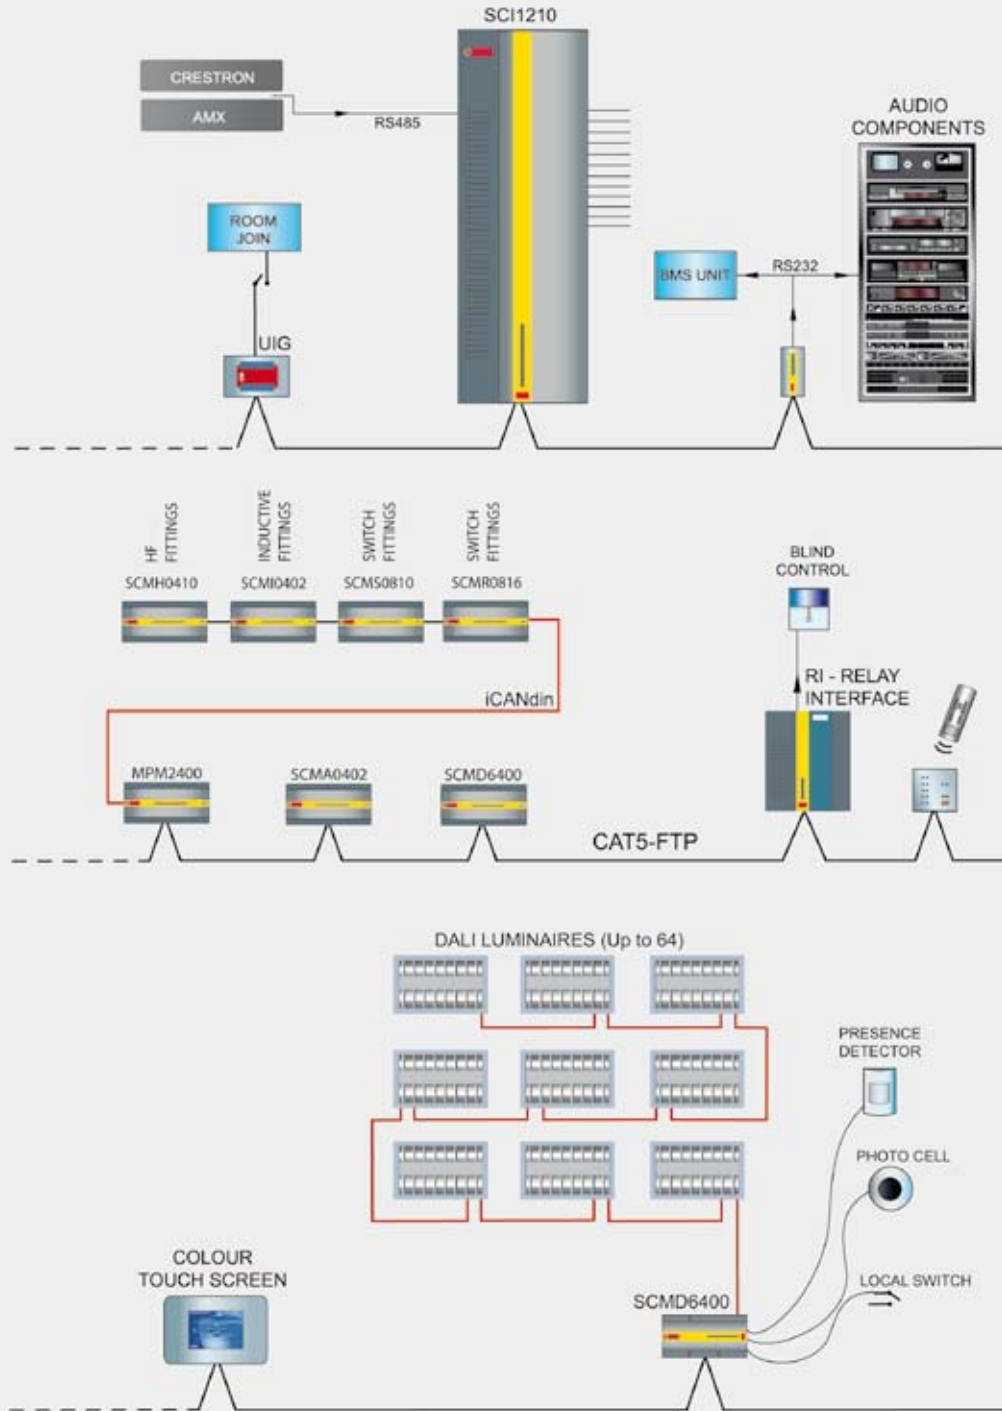 SCI1210
CRESTRON
AMX
RS485
AUDIO
COMPONENTS
ROOM
JOIN
BMS UNIT
RS232
UIG
HF
FITTINGS
INDUCTIVE
FITTINGS
SWITCH
FITTINGS
SWITCH
FITTINGS
SCMH0410
SCMI0402
SCMS0810
SCMR0816
BLIND
CONTROL
iCANdin
RI - RELAY
INTERFACE
MPM2400
SCMA0402
SCMD6400
CAT5-FTP
DALI LUMINAIRES (Up to 64)
PRESENCE
DETECTOR
PHOTO CELL
COLOUR
TOUCH SCREEN
LOCAL SWITCH
SCMD6400